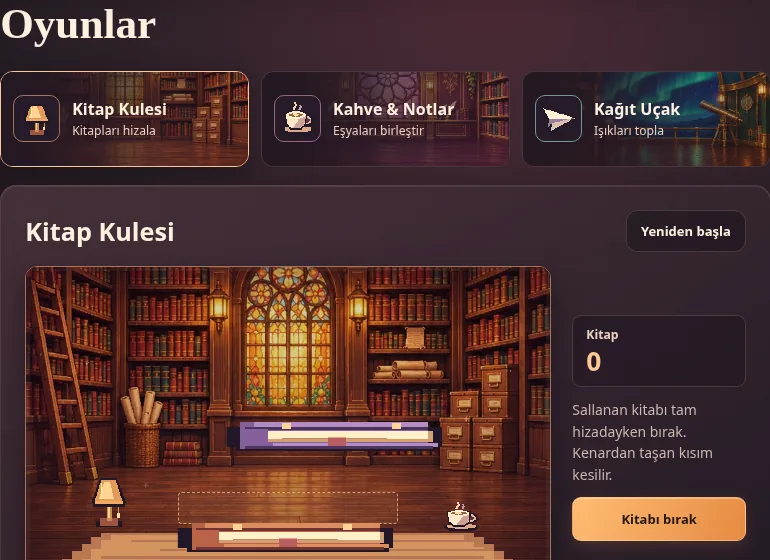 Oyunlar
Kitap Kulesi
Kitapları hizala
Kahve & Notlar
Eşyaları birleştir
Kağıt Uçak
Işıkları topla
Kitap Kulesi
Yeniden başla
Kitap
0
Sallanan kitabı tam
hizadayken bırak.
Kenardan taşan kısım
kesilir.
Kitabı bırak